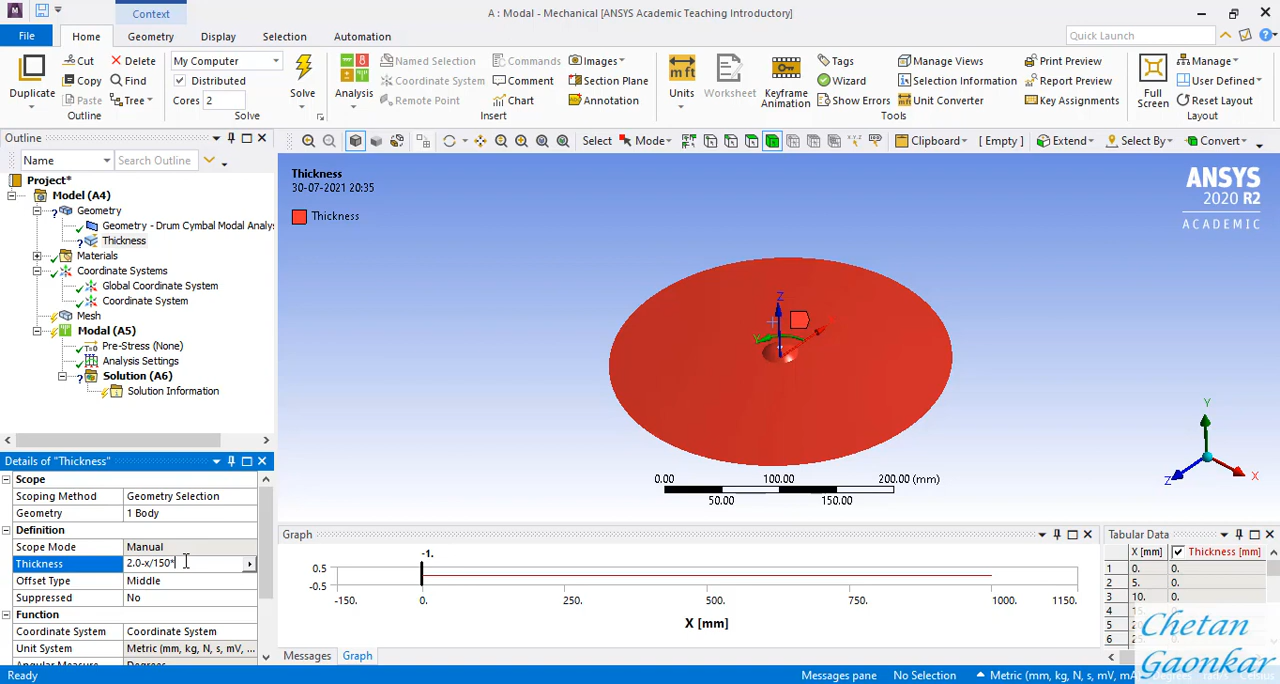 Context
A : Modal - Mechanical [ANSYS Academic Teaching Introductory]
File Home Geometry Display Selection Automation Quick Launch
Duplicate
Cut
Copy
Paste
Delete
Find
Tree
Outline
My Computer
Distributed
Cores 2
Solve
Solve
Analysis
Named Selection
Coordinate System
Remote Point
Commands
Comment
Chart
Images
Section Plane
Annotation
Insert
Units
Worksheet
Keyframe
Animation
Tags
Wizard
Show Errors
Manage Views
Selection Information
Unit Converter
Tools
Print Preview
Report Preview
Key Assignments
Full
Screen
Manage
User Defined
Reset Layout
Layout
Outline
Name Search Outline
Select Mode Clipboard [ Empty ] Extend Select By Convert
Project*
Model (A4)
Geometry
Geometry - Drum Cymbal Modal Analys
Thickness
Materials
Coordinate Systems
Global Coordinate System
Coordinate System
Mesh
Modal (A5)
Pre-Stress (None)
Analysis Settings
Solution (A6)
Solution Information
Thickness
30-07-2021 20:35
Thickness
ANSYS
2020 R2
ACADEMIC
Z
Y
0.00 100.00 200.00 (mm)
50.00 150.00
Y
X
Z
Details of "Thickness"
Scope
Scoping Method Geometry Selection
Geometry 1 Body
Definition
Scope Mode Manual
Thickness 2.0-x/150*
Offset Type Middle
Suppressed No
Function
Coordinate System Coordinate System
Unit System Metric (mm, kg, N, s, mV, ...
Angular Measure Degrees
Graph
-1.
0.5
-0.5
-150. 0. 250. 500. 750. 1000. 1150.
X [mm]
Messages Graph
Tabular Data
X [mm] Thickness [mm]
1 0. 0.
2 5. 0.
3 10. 0.
4 
5 
6 
Chetan
Gaonkar
Ready Messages pane No Selection Metric (mm, kg, N, s, mV, mA) Degrees Celsius